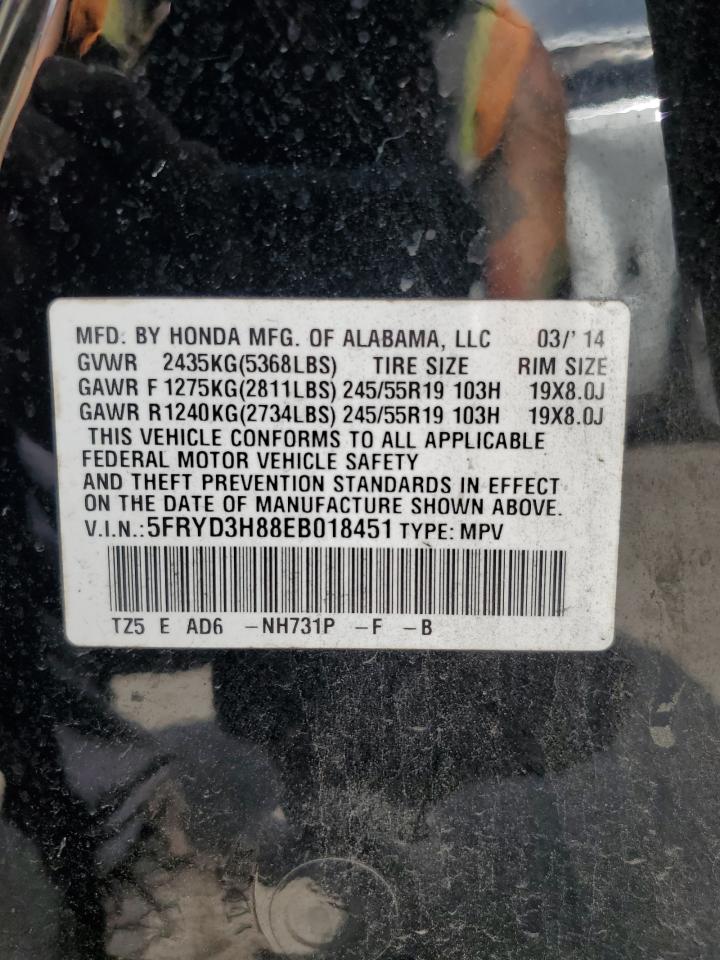 MFD. BY HONDA MFG. OF ALABAMA, LLC 03/' 14
GVWR 2435KG(5368LBS) TIRE SIZE RIM SIZE
GAWR F 1275KG(2811LBS) 245/55R19 103H 19X8.0J
GAWR R 1240KG(2734LBS) 245/55R19 103H 19X8.0J
THIS VEHICLE CONFORMS TO ALL APPLICABLE
FEDERAL MOTOR VEHICLE SAFETY
AND THEFT PREVENTION STANDARDS IN EFFECT
ON THE DATE OF MANUFACTURE SHOWN ABOVE.
V.I.N.: 5FRYD3H88EB018451 TYPE: MPV
TZ5 E AD6 -NH731P -F -B